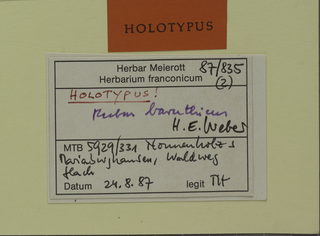 HOLOTYPUS
Herbar Meierott 87/835
Herbarium franconicum (2)
HOLOTYPUS!
Rubus baruthicus
H. E. Weber
MTB 5929/331 Nonnenholz s
Mariaburghausen, Waldweg
flach
Datum 24.8.87 legit